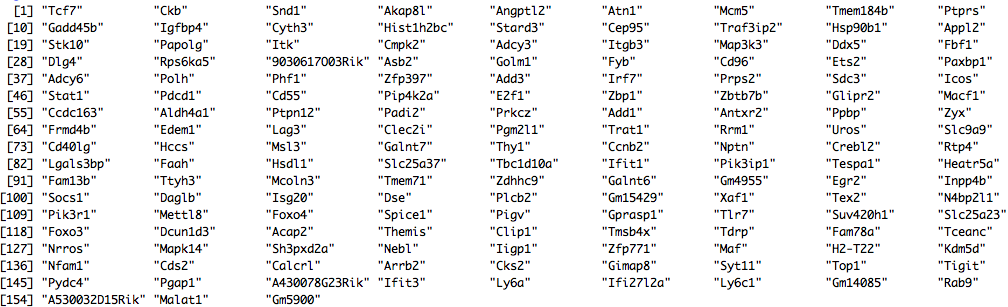 [1] "Tcf7" "Ckb" "Snd1" "Akap8l" "Angptl2" "Atn1" "Mcm5" "Tmem184b" "Ptprs"
[10] "Gadd45b" "Igfbp4" "Cyth3" "Hist1h2bc" "Stard3" "Cep95" "Traf3ip2" "Hsp90b1" "Appl2"
[19] "Stk10" "Papolg" "Itk" "Cmpk2" "Adcy3" "Itgb3" "Map3k3" "Ddx5" "Fbf1"
[28] "Dlg4" "Rps6ka5" "9030617O03Rik" "Asb2" "Golm1" "Fyb" "Cd96" "Ets2" "Paxbp1"
[37] "Adcy6" "Polh" "Phf1" "Zfp397" "Add3" "Irf7" "Prps2" "Sdc3" "Icos"
[46] "Stat1" "Pdcd1" "Cd55" "Pip4k2a" "E2f1" "Zbp1" "Zbtb7b" "Glipr2" "Macf1"
[55] "Ccdc163" "Aldh4a1" "Ptpn12" "Padi2" "Prkcz" "Add1" "Antxr2" "Ppbp" "Zyx"
[64] "Frmd4b" "Edem1" "Lag3" "Clec2i" "Pgm2l1" "Trat1" "Rrm1" "Uros" "Slc9a9"
[73] "Cd40lg" "Hccs" "Msl3" "Galnt7" "Thy1" "Ccnb2" "Nptn" "Crebl2" "Rtp4"
[82] "Lgals3bp" "Faah" "Hsdl1" "Slc25a37" "Tbc1d10a" "Ifit1" "Pik3ip1" "Tespa1" "Heatr5a"
[91] "Fam13b" "Ttyh3" "Mcoln3" "Tmem71" "Zdhhc9" "Galnt6" "Gm4955" "Egr2" "Inpp4b"
[100] "Socs1" "Daglb" "Isg20" "Dse" "Plcb2" "Gm15429" "Xaf1" "Tex2" "N4bp2l1"
[109] "Pik3r1" "Mettl8" "Foxo4" "Spice1" "Pigv" "Gprasp1" "Tlr7" "Suv420h1" "Slc25a23"
[118] "Foxo3" "Dcun1d3" "Acap2" "Themis" "Clip1" "Tmsb4x" "Tdrp" "Fam78a" "Tceanc"
[127] "Nrros" "Mapk14" "Sh3pxd2a" "Nebl" "Iigp1" "Zfp771" "Maf" "H2-T22" "Kdm5d"
[136] "Nfam1" "Cds2" "Calcrl" "Arrb2" "Cks2" "Gimap8" "Syt11" "Top1" "Tigit"
[145] "Pydc4" "Pgap1" "A430078G23Rik" "Ifit3" "Ly6a" "Ifi27l2a" "Ly6c1" "Gm14085" "Rab9"
[154] "A530032D15Rik" "Malat1" "Gm5900"